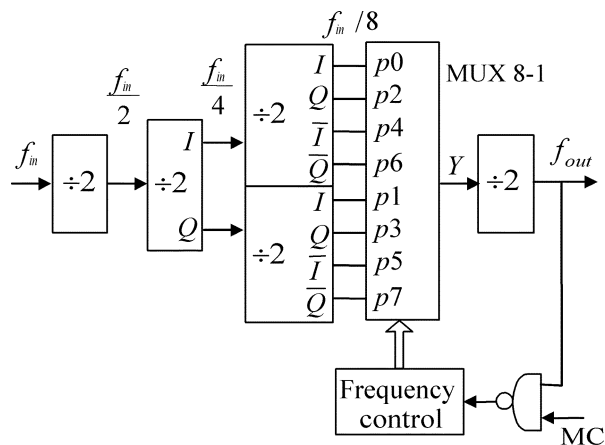 f_in /8
f_in/2
f_in/4
f_in
÷2
÷2
I
Q
÷2
I
Q
I̅
Q̅
÷2
I
Q
I̅
Q̅
p0
p2
p4
p6
p1
p3
p5
p7
MUX 8-1
Y
÷2
f_out
Frequency
control
MC